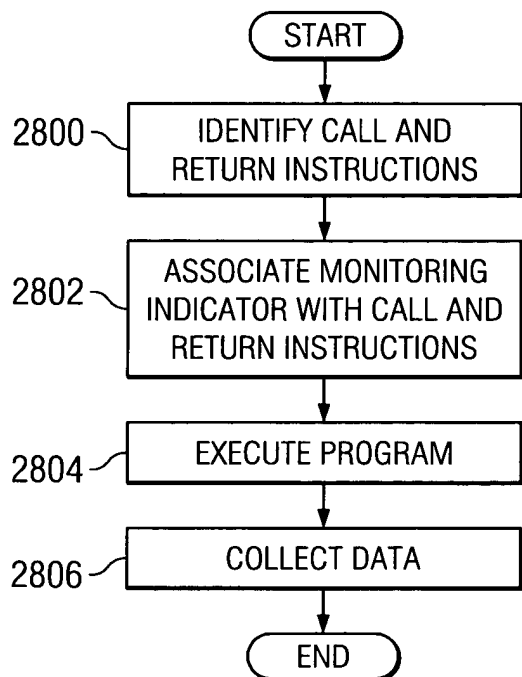 START
2800
IDENTIFY CALL AND
RETURN INSTRUCTIONS
2802
ASSOCIATE MONITORING
INDICATOR WITH CALL AND
RETURN INSTRUCTIONS
2804
EXECUTE PROGRAM
2806
COLLECT DATA
END